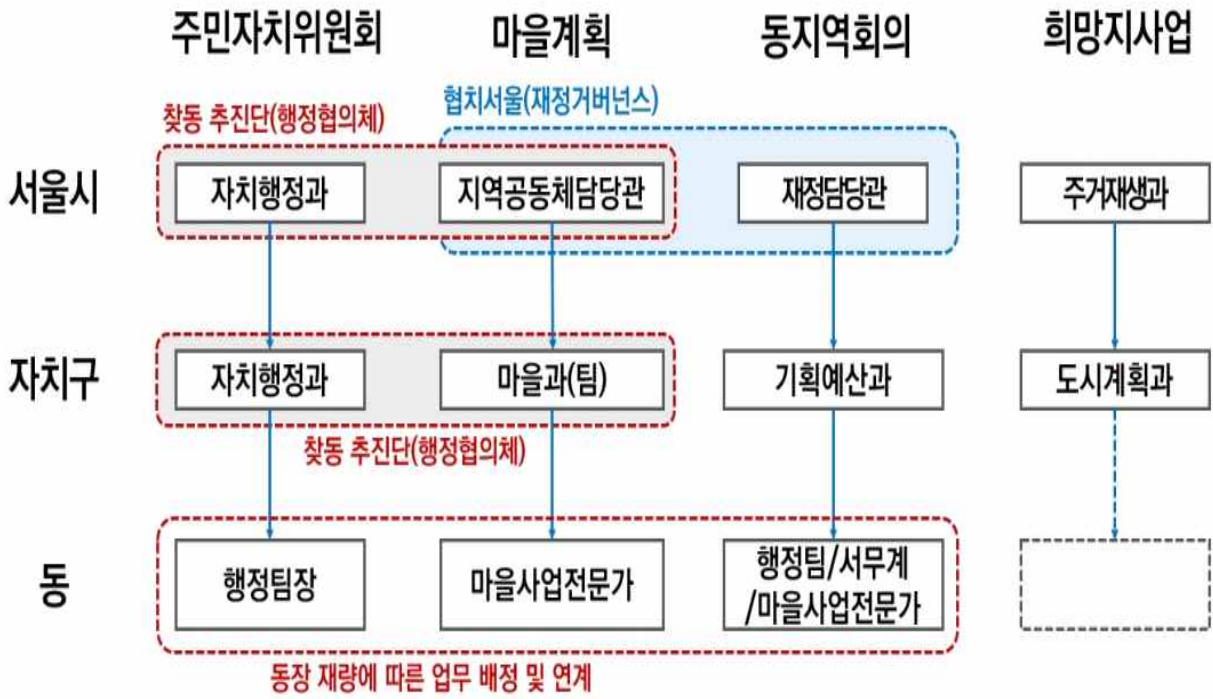 주민자치위원회
마을계획
동지역회의
희망지사업
찾동 추진단(행정협의체)
협치서울(재정거버넌스)
서울시
자치행정과
지역공동체담당관
재정담당관
주거재생과
자치구
자치행정과
마을과(팀)
기획예산과
도시계획과
찾동 추진단(행정협의체)
동
행정팀장
마을사업전문가
행정팀/서무계
/마을사업전문가
동장 재량에 따른 업무 배정 및 연계